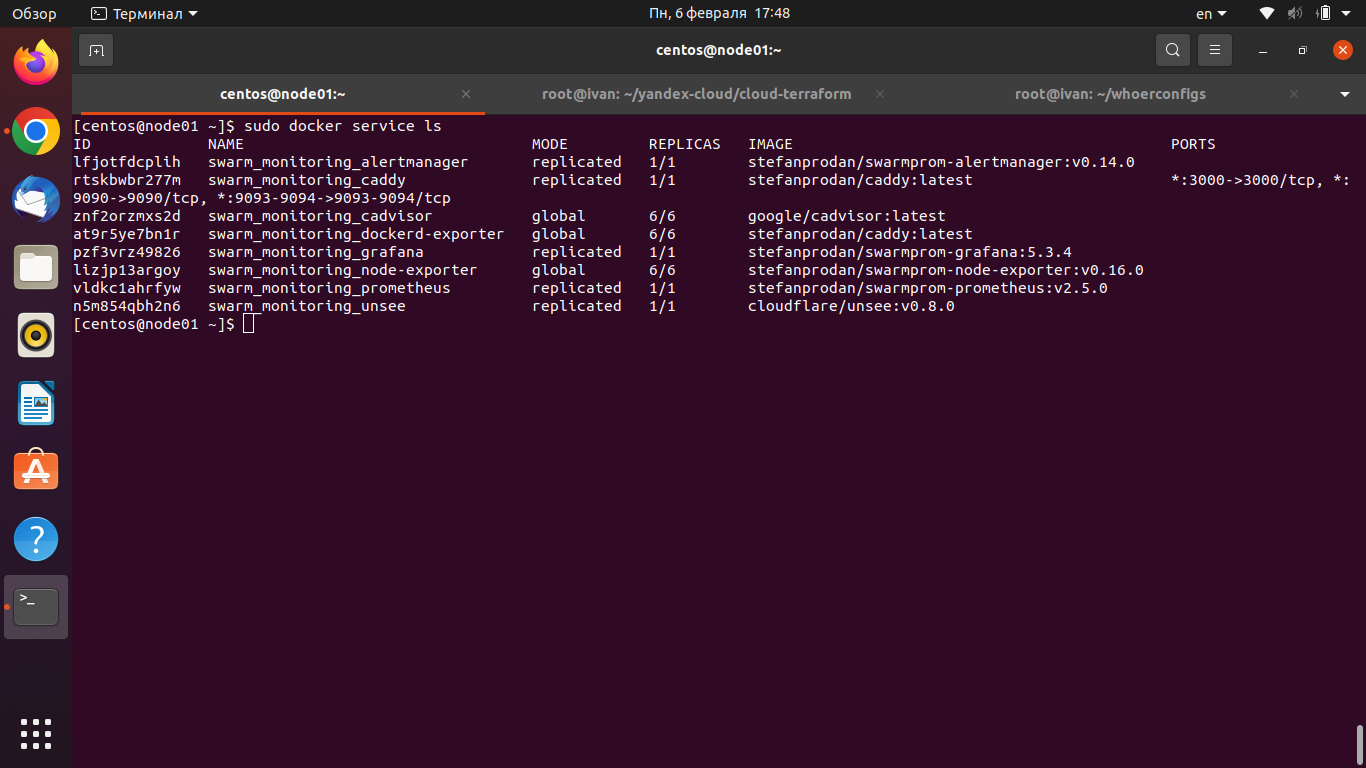 Обзор Терминал Пн, 6 февраля 17:48 en
centos@node01:~
centos@node01:~ root@ivan: ~/yandex-cloud/cloud-terraform root@ivan: ~/whoerconfigs
[centos@node01 ~]$ sudo docker service ls
ID NAME MODE REPLICAS IMAGE PORTS
lfjotfdcplih swarm_monitoring_alertmanager replicated 1/1 stefanprodan/swarmprom-alertmanager:v0.14.0
rtskbwbr277m swarm_monitoring_caddy replicated 1/1 stefanprodan/caddy:latest *:3000->3000/tcp, *:
9090->9090/tcp, *:9093-9094->9093-9094/tcp
znf2orzmxs2d swarm_monitoring_cadvisor global 6/6 google/cadvisor:latest
at9r5ye7bn1r swarm_monitoring_dockerd-exporter global 6/6 stefanprodan/caddy:latest
pzf3vrz49826 swarm_monitoring_grafana replicated 1/1 stefanprodan/swarmprom-grafana:5.3.4
lizjp13argoy swarm_monitoring_node-exporter global 6/6 stefanprodan/swarmprom-node-exporter:v0.16.0
vldkc1ahrfyw swarm_monitoring_prometheus replicated 1/1 stefanprodan/swarmprom-prometheus:v2.5.0
n5m854qbh2n6 swarm_monitoring_unsee replicated 1/1 cloudflare/unsee:v0.8.0
[centos@node01 ~]$